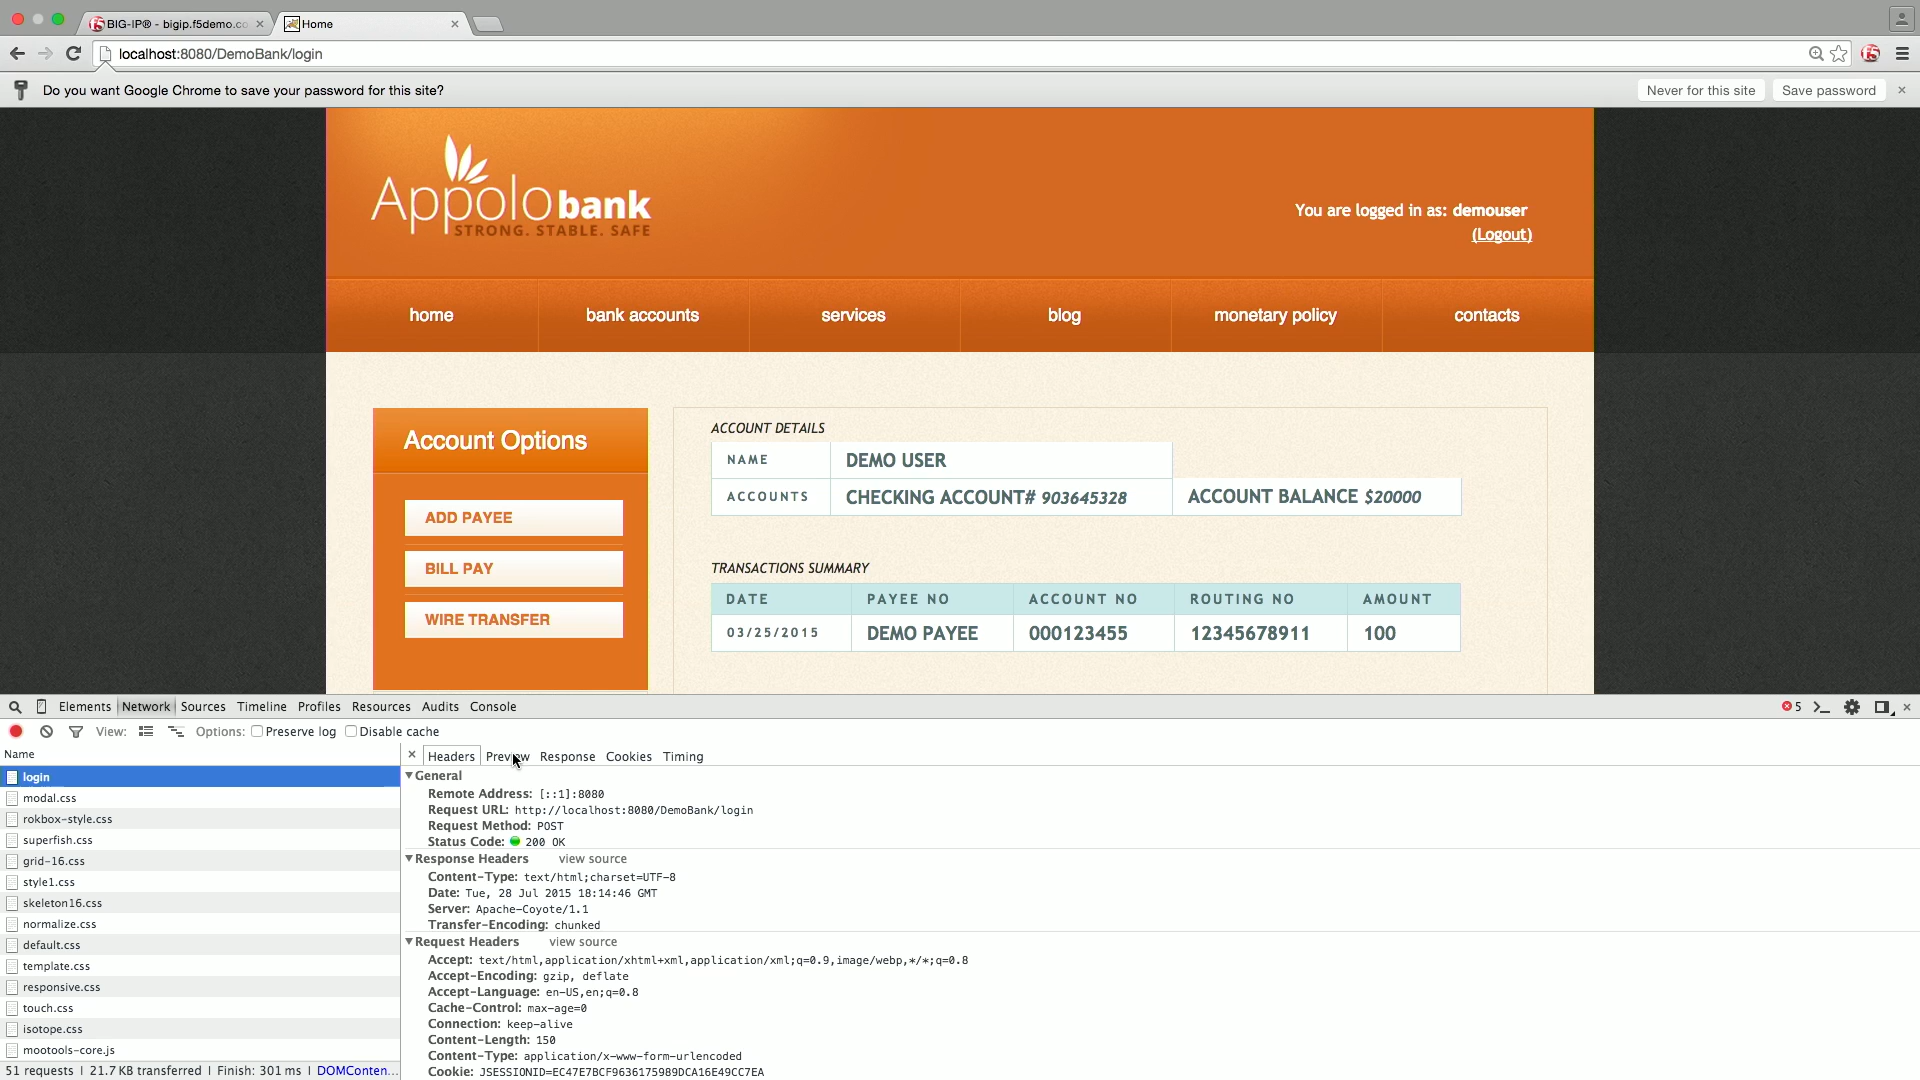 BIG-IP® - bigip.f5demo.co
Home
localhost:8080/DemoBank/login
Do you want Google Chrome to save your password for this site?
Never for this site
Save password
Appolobank
STRONG. STABLE. SAFE
You are logged in as: demouser
(Logout)
home
bank accounts
services
blog
monetary policy
contacts
Account Options
ADD PAYEE
BILL PAY
WIRE TRANSFER
ACCOUNT DETAILS
NAME DEMO USER
ACCOUNTS CHECKING ACCOUNT# 903645328 ACCOUNT BALANCE $20000
TRANSACTIONS SUMMARY
DATE PAYEE NO ACCOUNT NO ROUTING NO AMOUNT
03/25/2015 DEMO PAYEE 000123455 12345678911 100
Elements Network Sources Timeline Profiles Resources Audits Console
5
View: Options: Preserve log Disable cache
Name
login
modal.css
rokbox-style.css
superfish.css
grid-16.css
style1.css
skeleton16.css
normalize.css
default.css
template.css
responsive.css
touch.css
isotope.css
mootools-core.js
51 requests | 21.7 KB transferred | Finish: 301 ms | DOMConten...
Headers Preview Response Cookies Timing
General
Remote Address: [::1]:8080
Request URL: http://localhost:8080/DemoBank/login
Request Method: POST
Status Code: 200 OK
Response Headers view source
Content-Type: text/html;charset=UTF-8
Date: Tue, 28 Jul 2015 18:14:46 GMT
Server: Apache-Coyote/1.1
Transfer-Encoding: chunked
Request Headers view source
Accept: text/html,application/xhtml+xml,application/xml;q=0.9,image/webp,*/*;q=0.8
Accept-Encoding: gzip, deflate
Accept-Language: en-US,en;q=0.8
Cache-Control: max-age=0
Connection: keep-alive
Content-Length: 150
Content-Type: application/x-www-form-urlencoded
Cookie: JSESSIONID=EC47E7BCF9636175989DCA16E49CC7EA